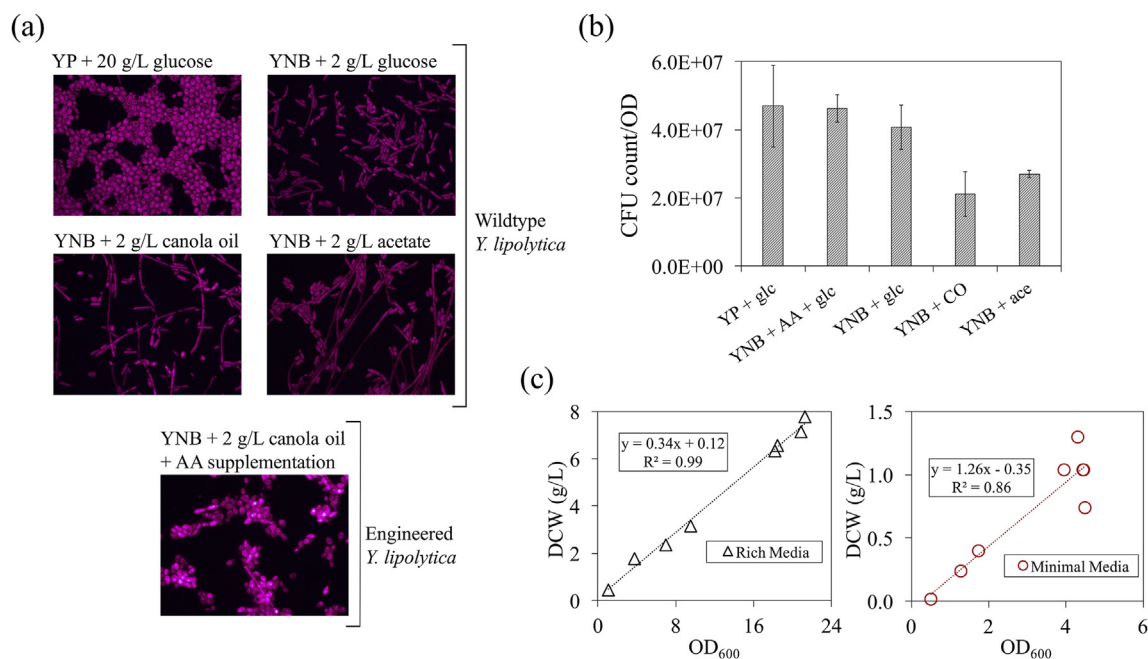 (a)
YP + 20 g/L glucose
YNB + 2 g/L glucose
YNB + 2 g/L canola oil
YNB + 2 g/L acetate
Wildtype
Y. lipolytica
YNB + 2 g/L canola oil
+ AA supplementation
Engineered
Y. lipolytica
(b)
CFU count/OD
6.0E+07
4.0E+07
2.0E+07
0.0E+00
YP + glc
YNB + AA + glc
YNB + glc
YNB + CO
YNB + ace
(c)
DCW (g/L)
8
6
4
2
0
y = 0.34x + 0.12
R² = 0.99
Rich Media
0
8
16
24
OD600
DCW (g/L)
1.5
1.0
0.5
0.0
y = 1.26x - 0.35
R² = 0.86
Minimal Media
0
2
4
6
OD600